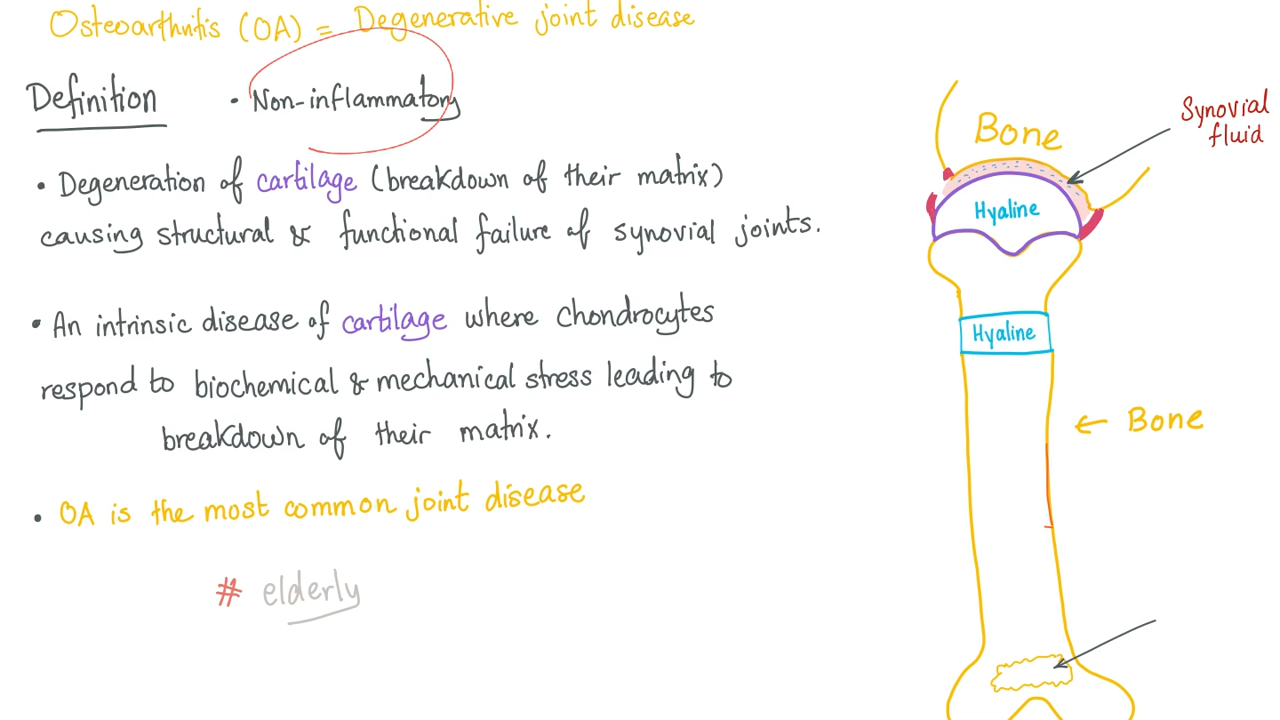 Osteoarthritis (OA) = Degenerative joint disease
Definition • Non-inflammatory
• Degeneration of cartilage (breakdown of their matrix)
causing structural & functional failure of synovial joints.
• An intrinsic disease of cartilage where chondrocytes
respond to biochemical & mechanical stress leading to
breakdown of their matrix.
• OA is the most common joint disease
# elderly
Synovial
fluid
Bone
Hyaline
Hyaline
← Bone